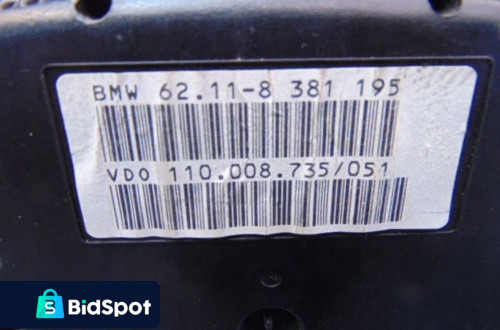 BMW 62.11-8 381 195
VDO 110.008.735/051
S
BidSpot